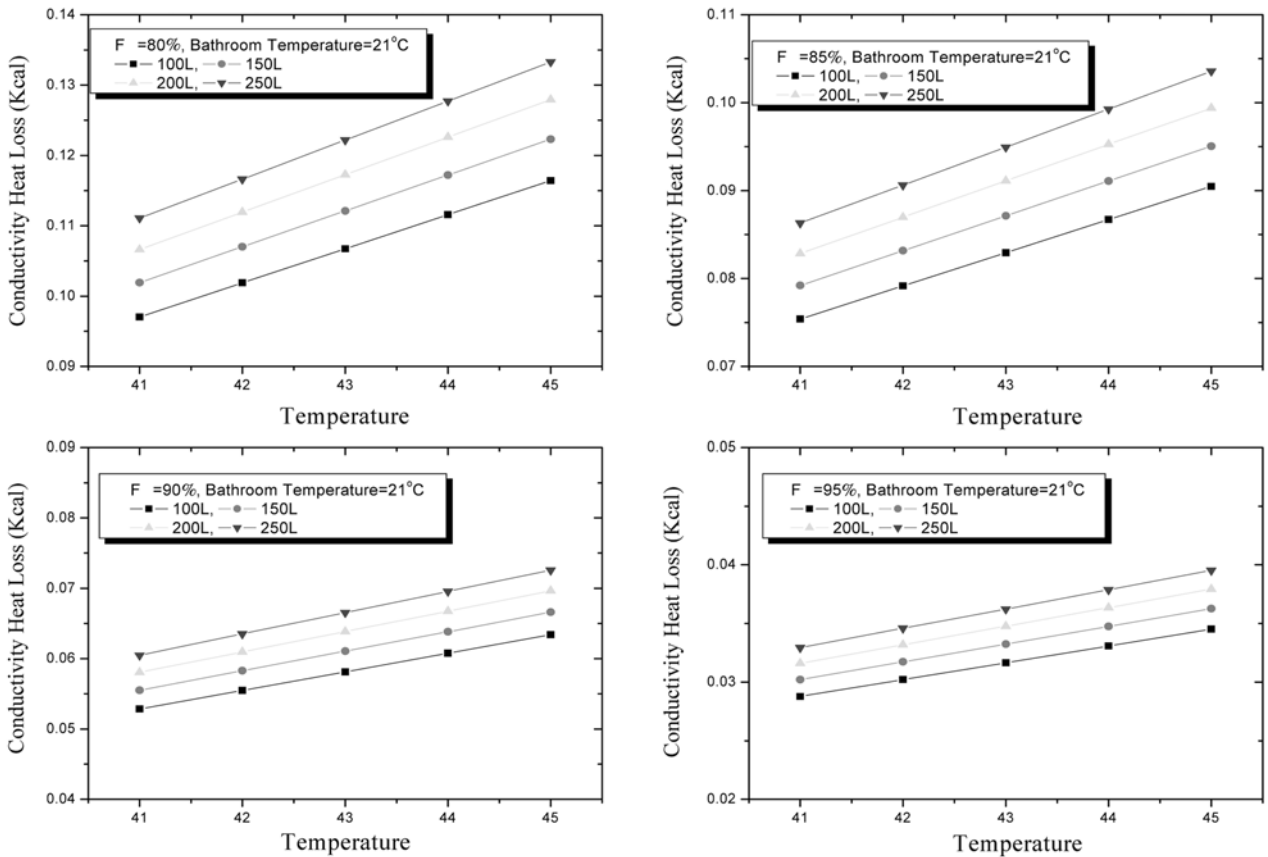 0.14
0.13
0.12
0.11
0.10
0.09
Conductivity Heat Loss (Kcal)
F =80%, Bathroom Temperature=21°C
100L, 150L
200L, 250L
41 42 43 44 45
Temperature
0.11
0.10
0.09
0.08
0.07
Conductivity Heat Loss (Kcal)
F =85%, Bathroom Temperature=21°C
100L, 150L
200L, 250L
41 42 43 44 45
Temperature
0.09
0.08
0.07
0.06
0.05
0.04
Conductivity Heat Loss (Kcal)
F =90%, Bathroom Temperature=21°C
100L, 150L
200L, 250L
41 42 43 44 45
Temperature
0.05
0.04
0.03
0.02
Conductivity Heat Loss (Kcal)
F =95%, Bathroom Temperature=21°C
100L, 150L
200L, 250L
41 42 43 44 45
Temperature